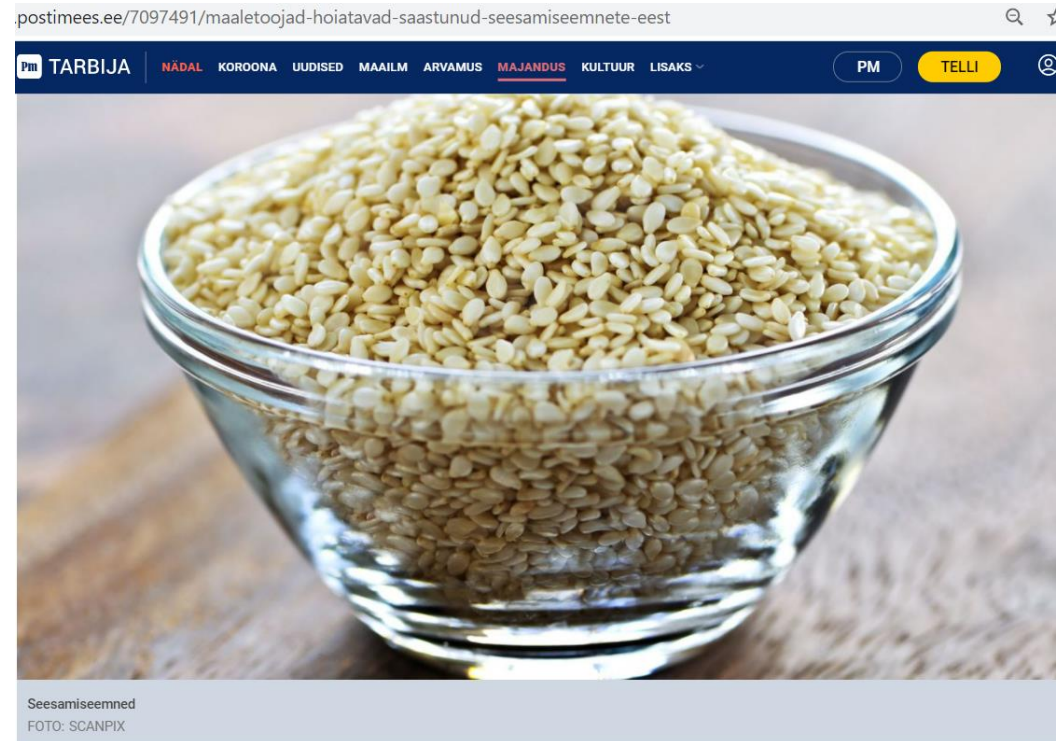 .postimees.ee/7097491/maaletoojad-hoiatavad-saastunud-seesamiseemnete-eest
Pm TARBIJA NÄDAL KOROONA UUDISED MAAILM ARVAMUS MAJANDUS KULTUUR LISAKS PM TELLI
Seesamiseemned
FOTO: SCANPIX